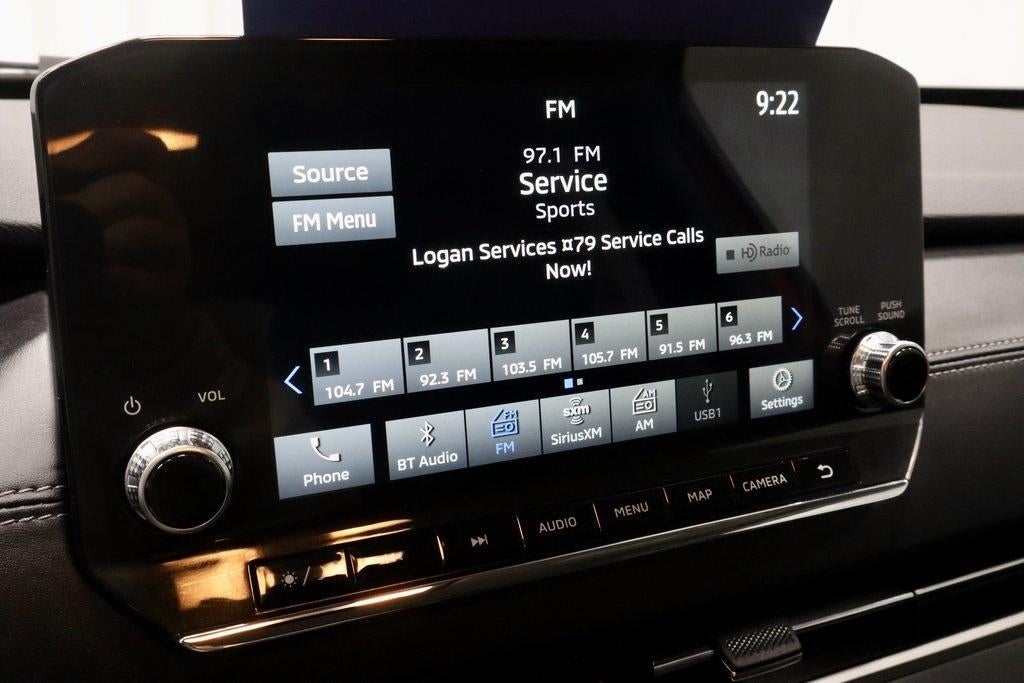 FM
9:22
97.1 FM
Service
Sports
Source
FM Menu
Logan Services ¤79 Service Calls
Now!
HD Radio
TUNE
SCROLL
PUSH
SOUND
1
104.7 FM
2
92.3 FM
3
103.5 FM
4
105.7 FM
5
91.5 FM
6
96.3 FM
VOL
Phone
BT Audio
FM
FM
sxm
SiriusXM
AM
AM
USB1
Settings
AUDIO
MENU
MAP
CAMERA